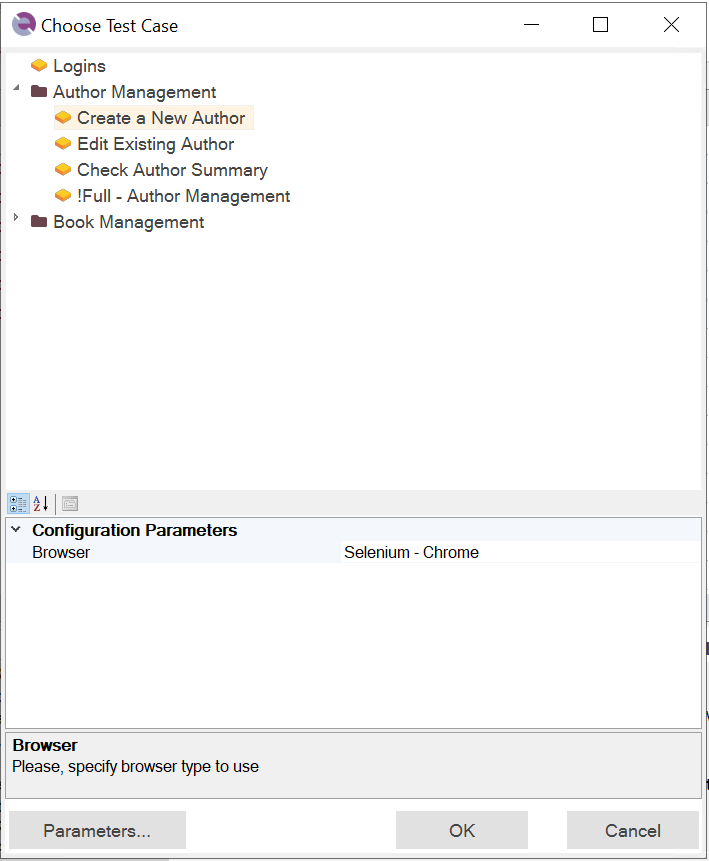 Choose Test Case
Logins
Author Management
Create a New Author
Edit Existing Author
Check Author Summary
!Full - Author Management
Book Management
Configuration Parameters
Browser Selenium - Chrome
Browser
Please, specify browser type to use
Parameters... OK Cancel